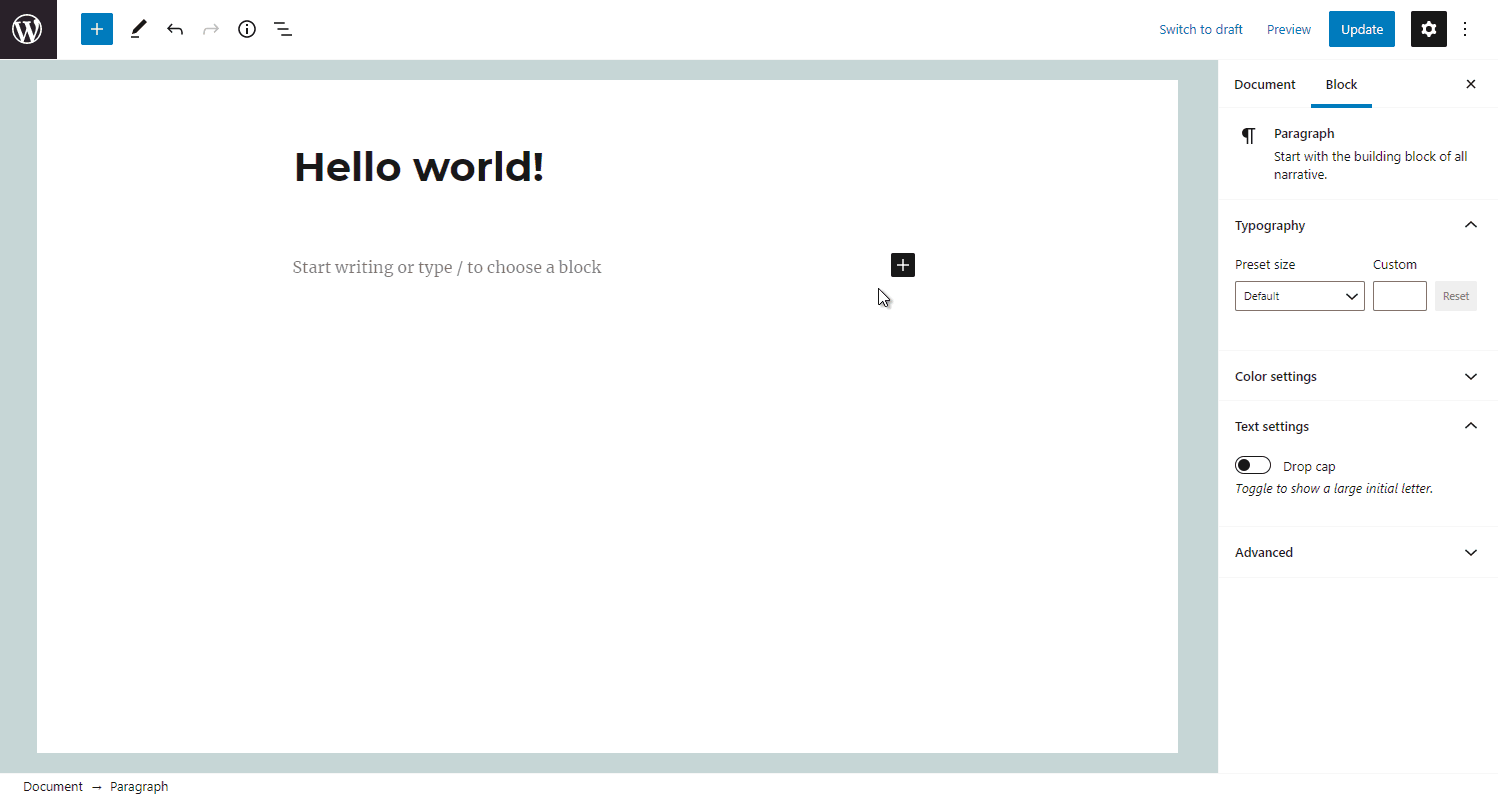 Switch to draft Preview Update
Document Block
Hello world!
Start writing or type / to choose a block
Paragraph
Start with the building block of all
narrative.
Typography
Preset size Custom
Default Reset
Color settings
Text settings
Drop cap
Toggle to show a large initial letter.
Advanced
Document → Paragraph